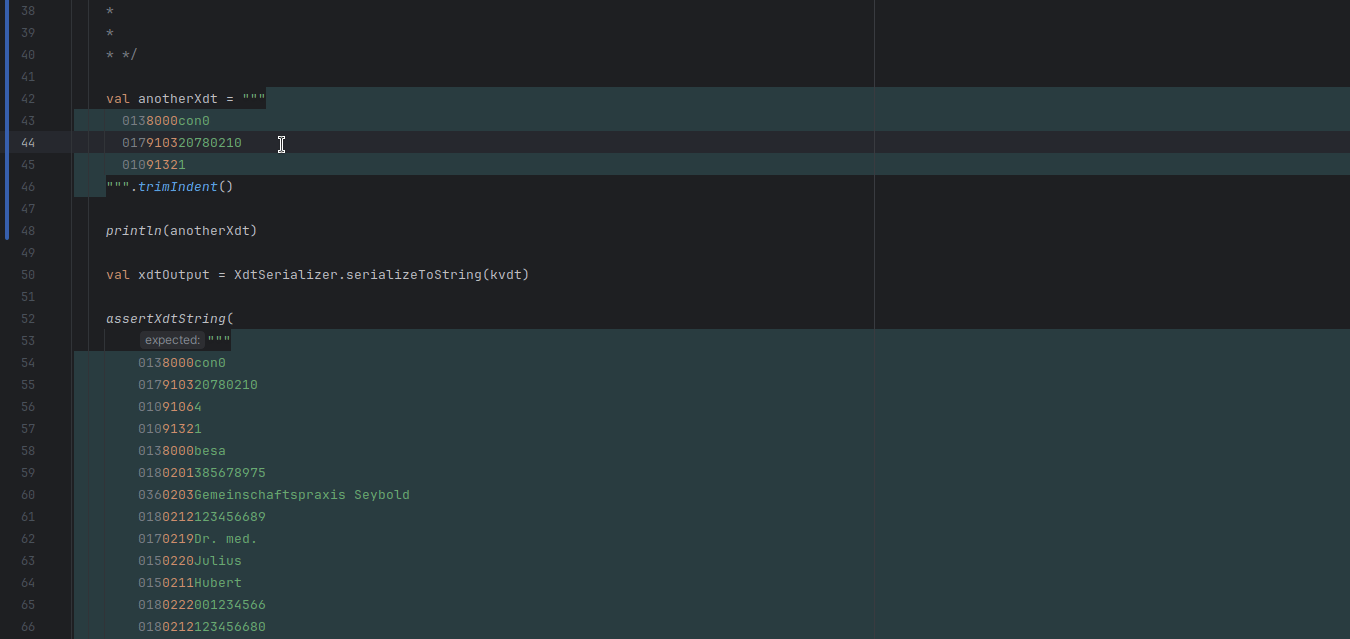 38 *
39 *
40 * */
41
42 val anotherXdt = """
43 0138000con0
44 017910320780210
45 01091321
46 """.trimIndent()
47
48 println(anotherXdt)
49
50 val xdtOutput = XdtSerializer.serializeToString(kvdt)
51
52 assertXdtString(
53 expected: """
54 0138000con0
55 017910320780210
56 01091064
57 01091321
58 0138000besa
59 0180201385678975
60 0360203Gemeinschaftspraxis Seybold
61 0180212123456689
62 0170219Dr. med.
63 0150220Julius
64 0150211Hubert
65 0180222001234566
66 0180212123456680